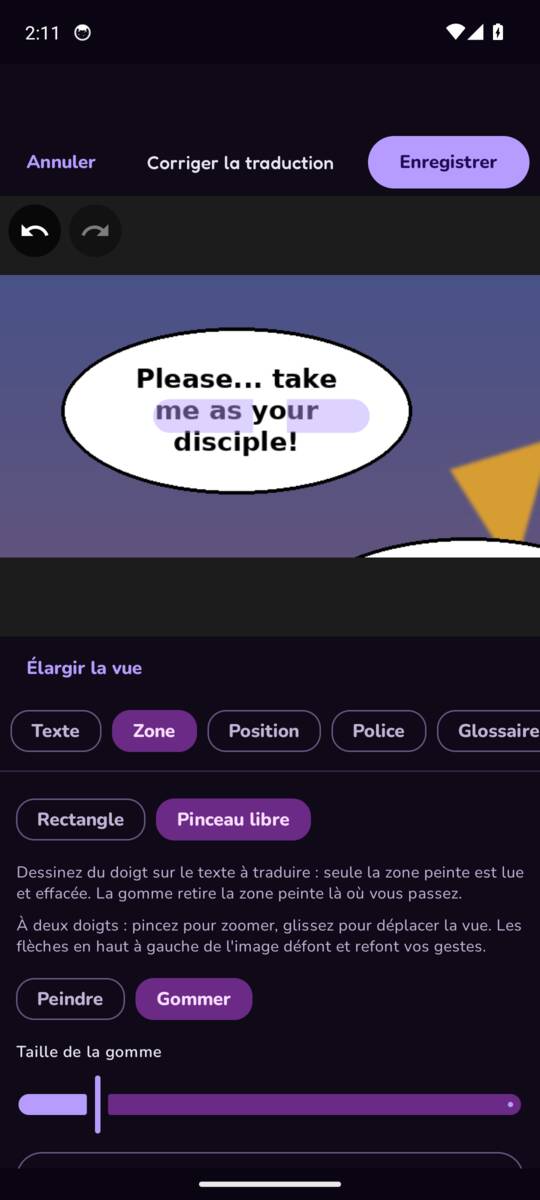 2:11
Annuler
Corriger la traduction
Enregistrer
Please... take
me as your
disciple!
Élargir la vue
Texte
Zone
Position
Police
Glossaire
Rectangle
Pinceau libre
Dessinez du doigt sur le texte à traduire : seule la zone peinte est lue
et effacée. La gomme retire la zone peinte là où vous passez.
À deux doigts : pincez pour zoomer, glissez pour déplacer la vue. Les
flèches en haut à gauche de l'image défont et refont vos gestes.
Peindre
Gommer
Taille de la gomme